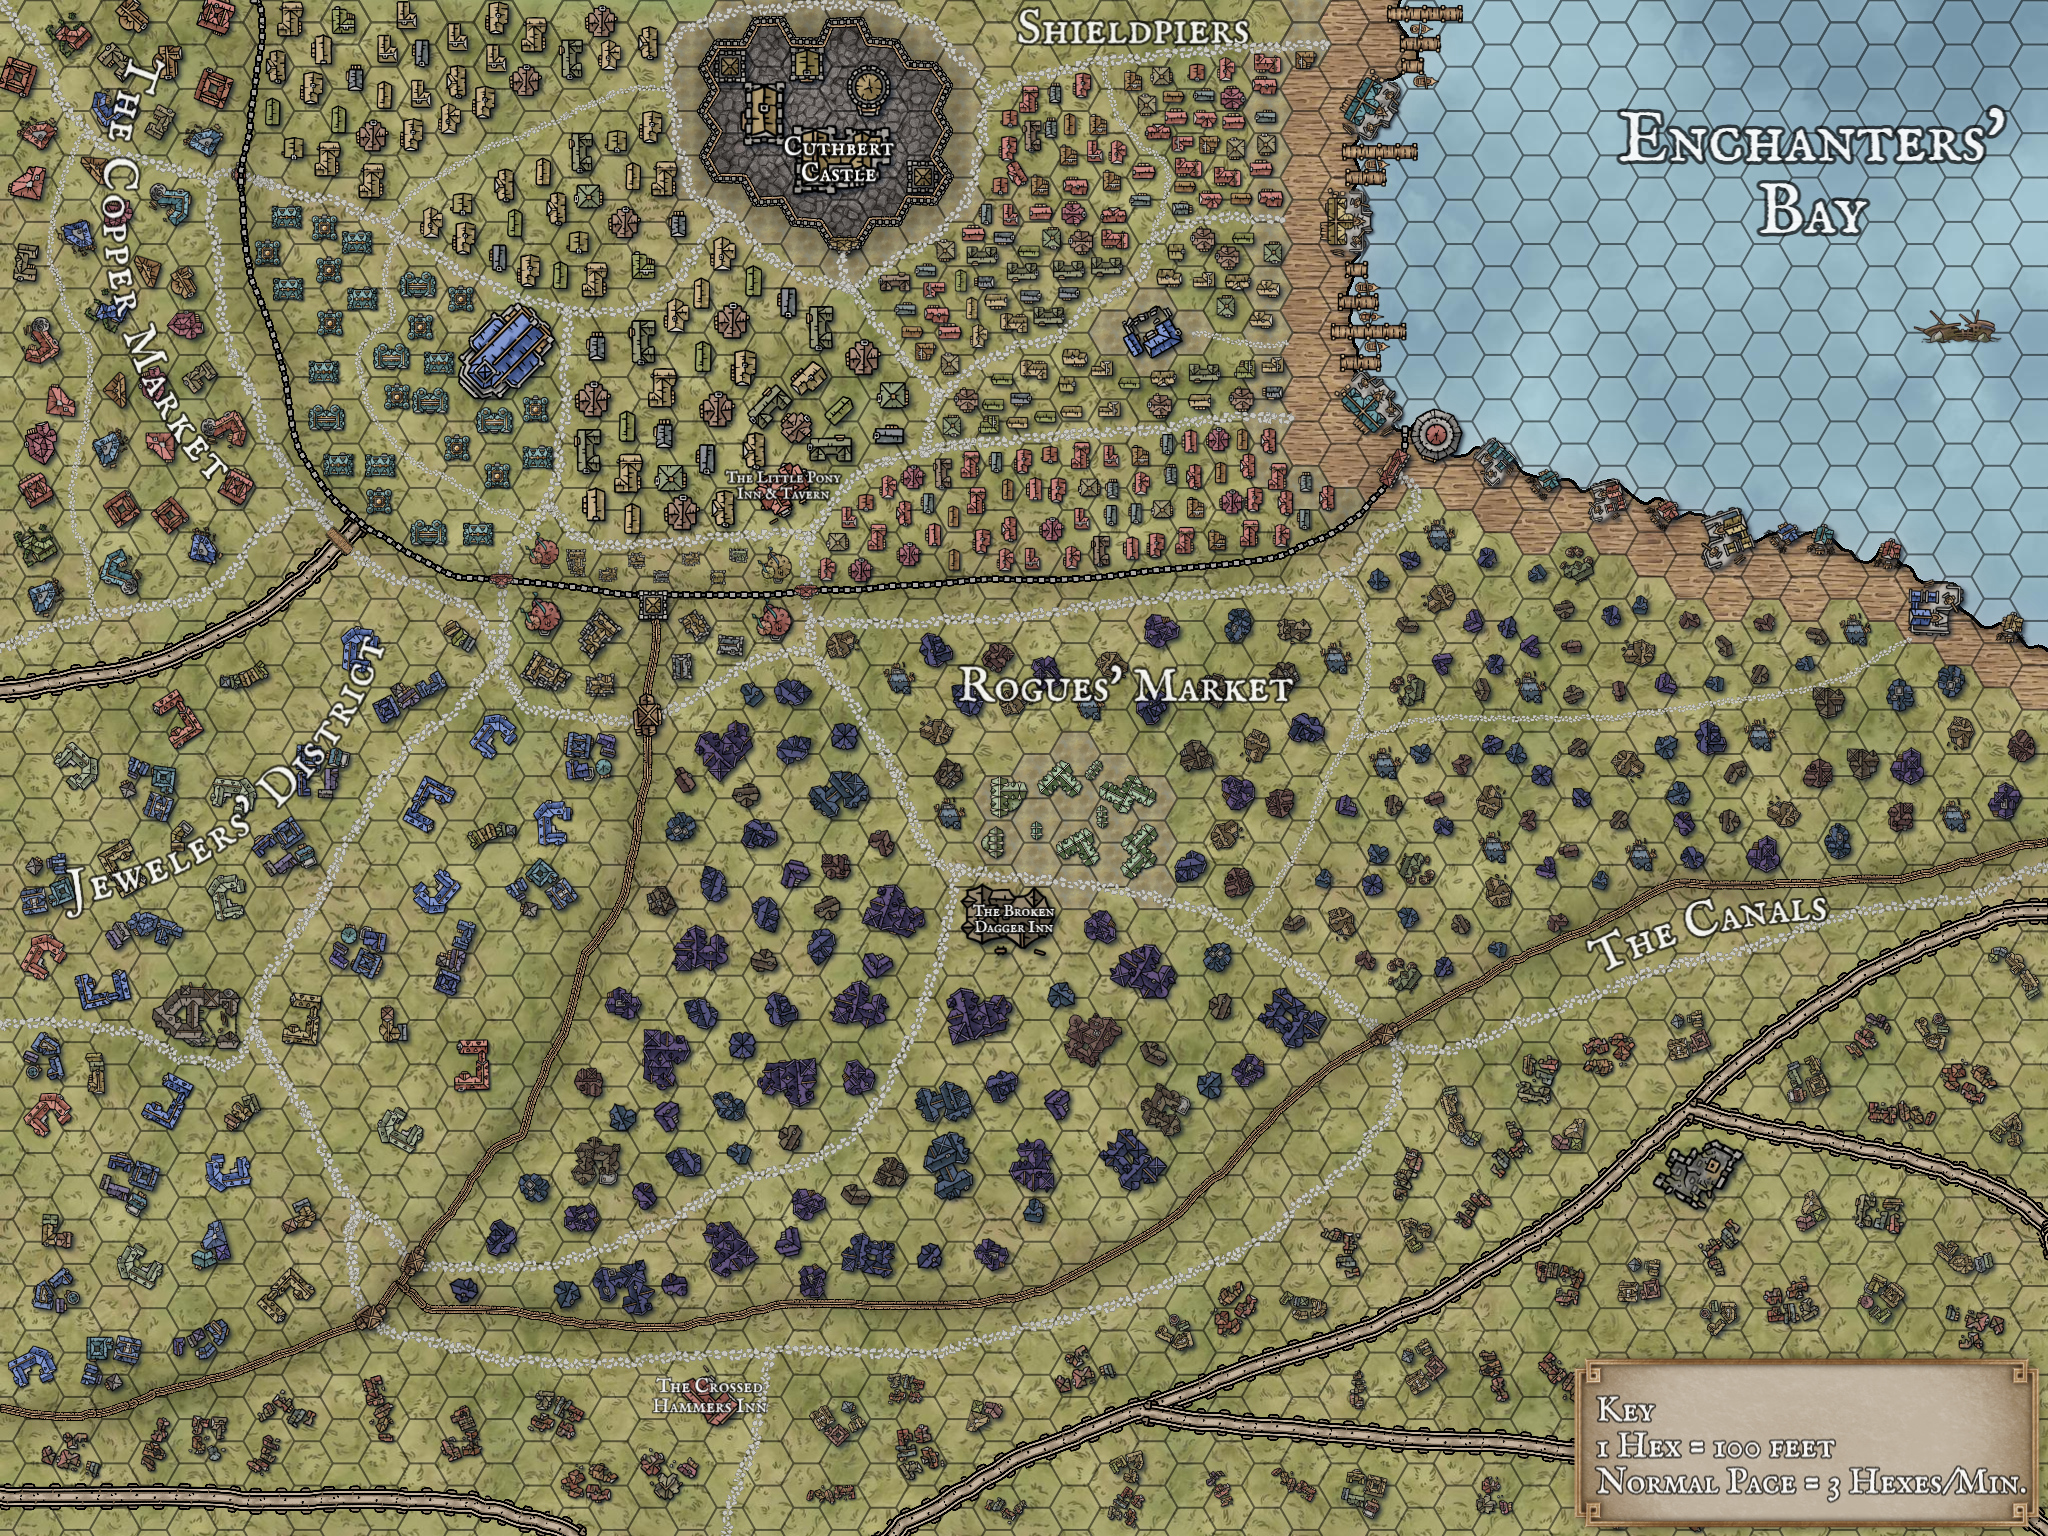 Shieldpiers
Enchanters'
Bay
Cuthbert
Castle
The Copper Market
The Little Pony
Inn & Tavern
Jewelers' District
Rogues' Market
The Broken
Dagger Inn
The Canals
The Crossed
Hammers Inn
Key
1 Hex = 100 feet
Normal Pace = 3 Hexes/Min.